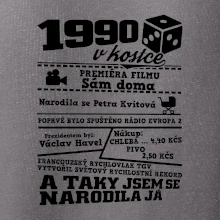 1990
v kostce
PREMIÉRA FILMU
Sám doma
Narodila se Petra Kvitová
POPRVÉ BYLO SPUŠTĚNO RÁDIO EVROPA 2
Prezidentem byl:
Václav Havel
Nákup:
CHLEBA ... 4,40 KČS
PIVO
2,50 KČS
FRANCOUZSKÝ RYCHLOVLAK TGV
VYTVOŘIL SVĚTOVÝ RYCHLOSTNÍ REKORD
A TAKY JSEM SE
NARODILA JÁ